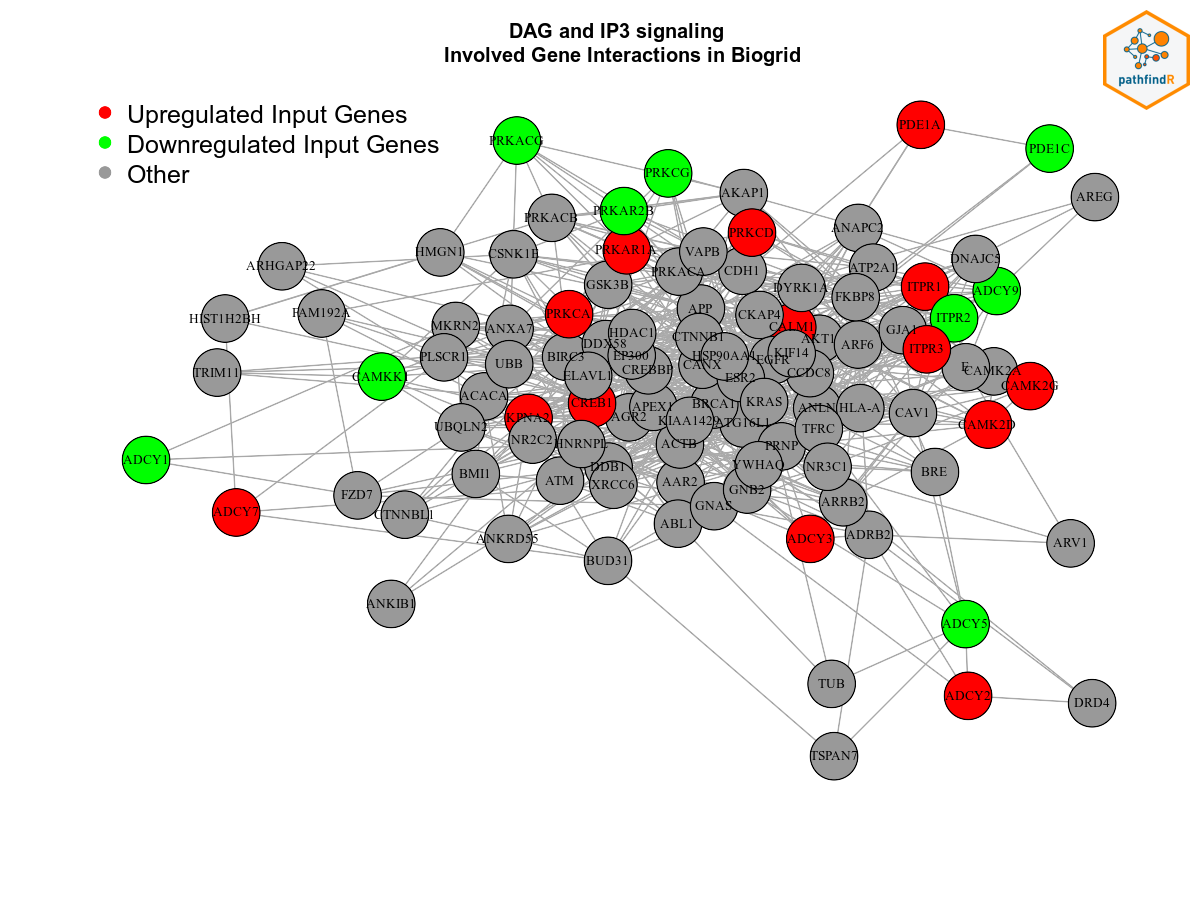 DAG and IP3 signaling
Involved Gene Interactions in Biogrid
pathfindR
Upregulated Input Genes
Downregulated Input Genes
Other
PRKACG
PDE1A
PDE1C
PRKCG
AKAP1
AREG
PRKAR2B
PRKACB
PRKCD
ANAPC2
HMGN1
CSNK1E
PRKAR1A
VAPB
ARHGAP22
PRKACA
CDH1
ATP2A1
DNAJC5
GSK3B
DYRK1A
FKBP8
ITPR1
ADCY9
HIST1H2BH
FAM192A
PRKCA
APP
CKAP4
ITPR2
MKRN2
ANXA7
HDAC1
CTNNB1
CALM1
GJA1
DDX58
AKT1
ARF6
ITPR3
PLSCR1
UBB
BIRC3
EP300
HSP90AA1
EGFR
KIF14
TRIM11
CAMKK1
ELAVL1
CREBBP
CANX
ESR2
CCDC8
CAMK2A
CAMK2G
ACACA
KPNA2
CREB1
AGR2
APEX1
BRCA1
KRAS
ANLN
HLA-A
CAV1
CAMK2D
UBQLN2
NR2C2
HNRNPL
KIAA1429
ATG16L1
TFRC
ACTB
PRNP
ADCY1
BMI1
ATM
DDB1
XRCC6
AAR2
YWHAQ
NR3C1
BRE
ADCY7
FZD7
CTNNBL1
GNAS
GNB2
ARRB2
ABL1
ANKRD55
ADCY3
ADRB2
ARV1
BUD31
ANKIB1
ADCY5
TUB
ADCY2
DRD4
TSPAN7